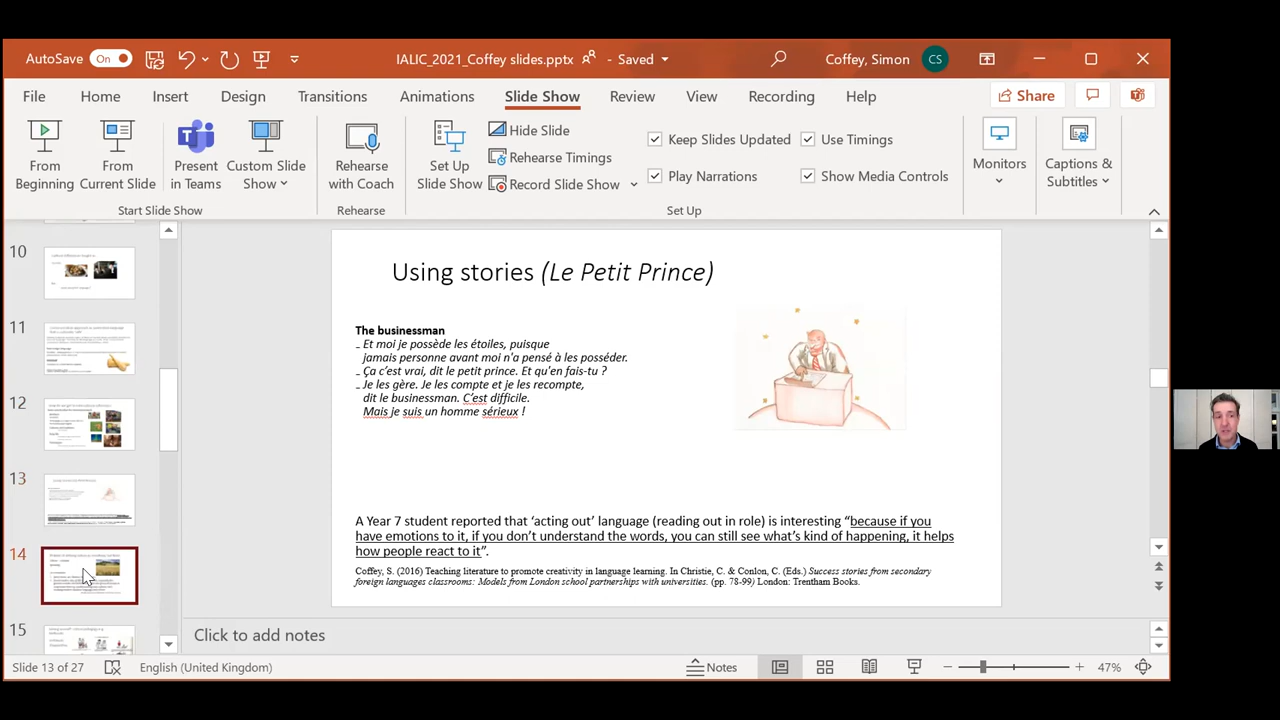 AutoSave On IALIC_2021_Coffey slides.pptx - Saved Coffey, Simon CS
File Home Insert Design Transitions Animations Slide Show Review View Recording Help Share
From Beginning
From Current Slide
Present in Teams
Custom Slide Show
Start Slide Show
Rehearse with Coach
Rehearse
Set Up Slide Show
Hide Slide
Rehearse Timings
Record Slide Show
Keep Slides Updated
Use Timings
Play Narrations
Show Media Controls
Set Up
Monitors
Captions & Subtitles
10
11
12
13
14
15
Using stories (Le Petit Prince)
The businessman
- Et moi je possède les étoiles, puisque
jamais personne avant moi n'a pensé à les posséder.
- Ça c'est vrai, dit le petit prince. Et qu'en fais-tu ?
- Je les gère. Je les compte et je les recompte,
dit le businessman. C'est difficile.
Mais je suis un homme sérieux !
A Year 7 student reported that ‘acting out’ language (reading out in role) is interesting “because if you
have emotions to it, if you don't understand the words, you can still see what's kind of happening, it helps
how people react to it”.
Coffey, S. (2016) Teaching literature to promote creativity in language learning. In Christie, C. & Conlon, C. (Eds.) Success stories from secondary
foreign languages classrooms: models from London school partnerships with universities. (pp. 78-97) London: Trentham Books.
Click to add notes
Slide 13 of 27 English (United Kingdom) Notes 47%